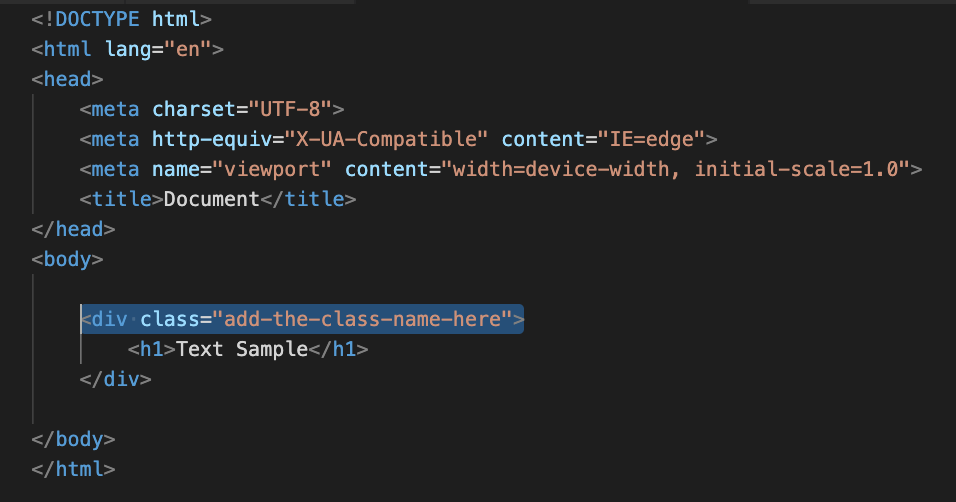 <!DOCTYPE html>
<html lang="en">
<head>
    <meta charset="UTF-8">
    <meta http-equiv="X-UA-Compatible" content="IE=edge">
    <meta name="viewport" content="width=device-width, initial-scale=1.0">
    <title>Document</title>
</head>
<body>
    <div class="add-the-class-name-here">
        <h1>Text Sample</h1>
    </div>
</body>
</html>